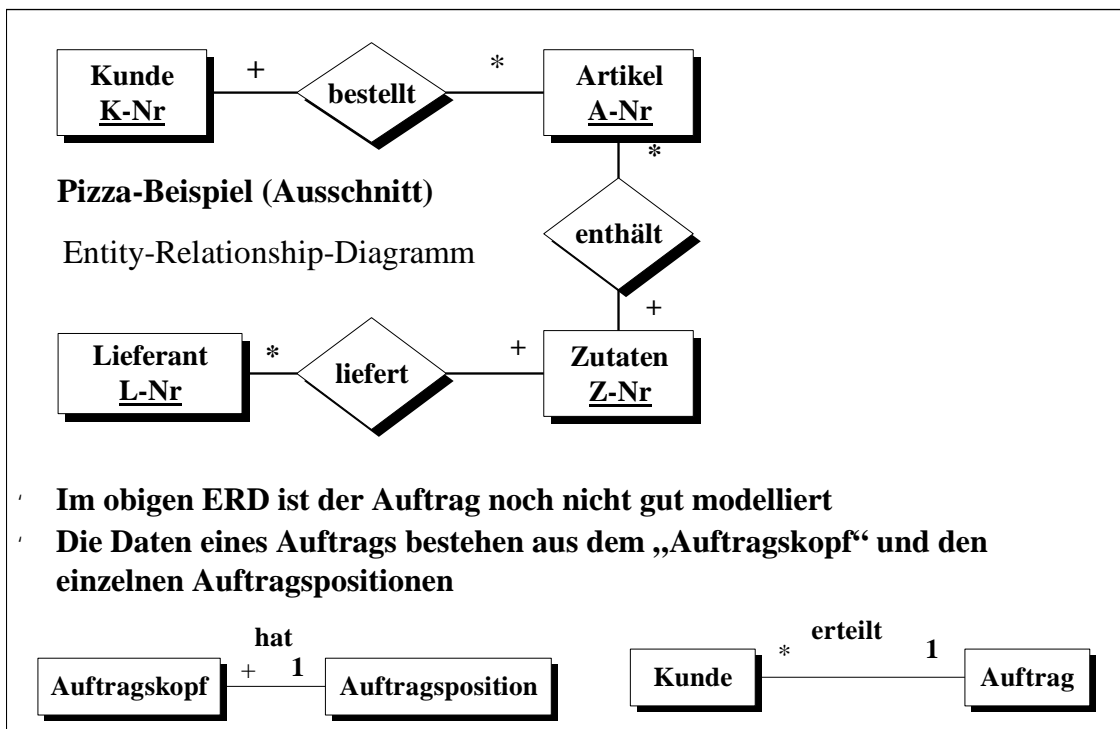 Kunde
K-Nr
+
bestellt
*
Artikel
A-Nr
*
Pizza-Beispiel (Ausschnitt)
enthält
Entity-Relationship-Diagramm
+
Lieferant
L-Nr
*
liefert
+
Zutaten
Z-Nr
‘ Im obigen ERD ist der Auftrag noch nicht gut modelliert
‘ Die Daten eines Auftrags bestehen aus dem „Auftragskopf“ und den
einzelnen Auftragspositionen
Auftragskopf
hat
+
1
Auftragsposition
Kunde
*
erteilt
1
Auftrag